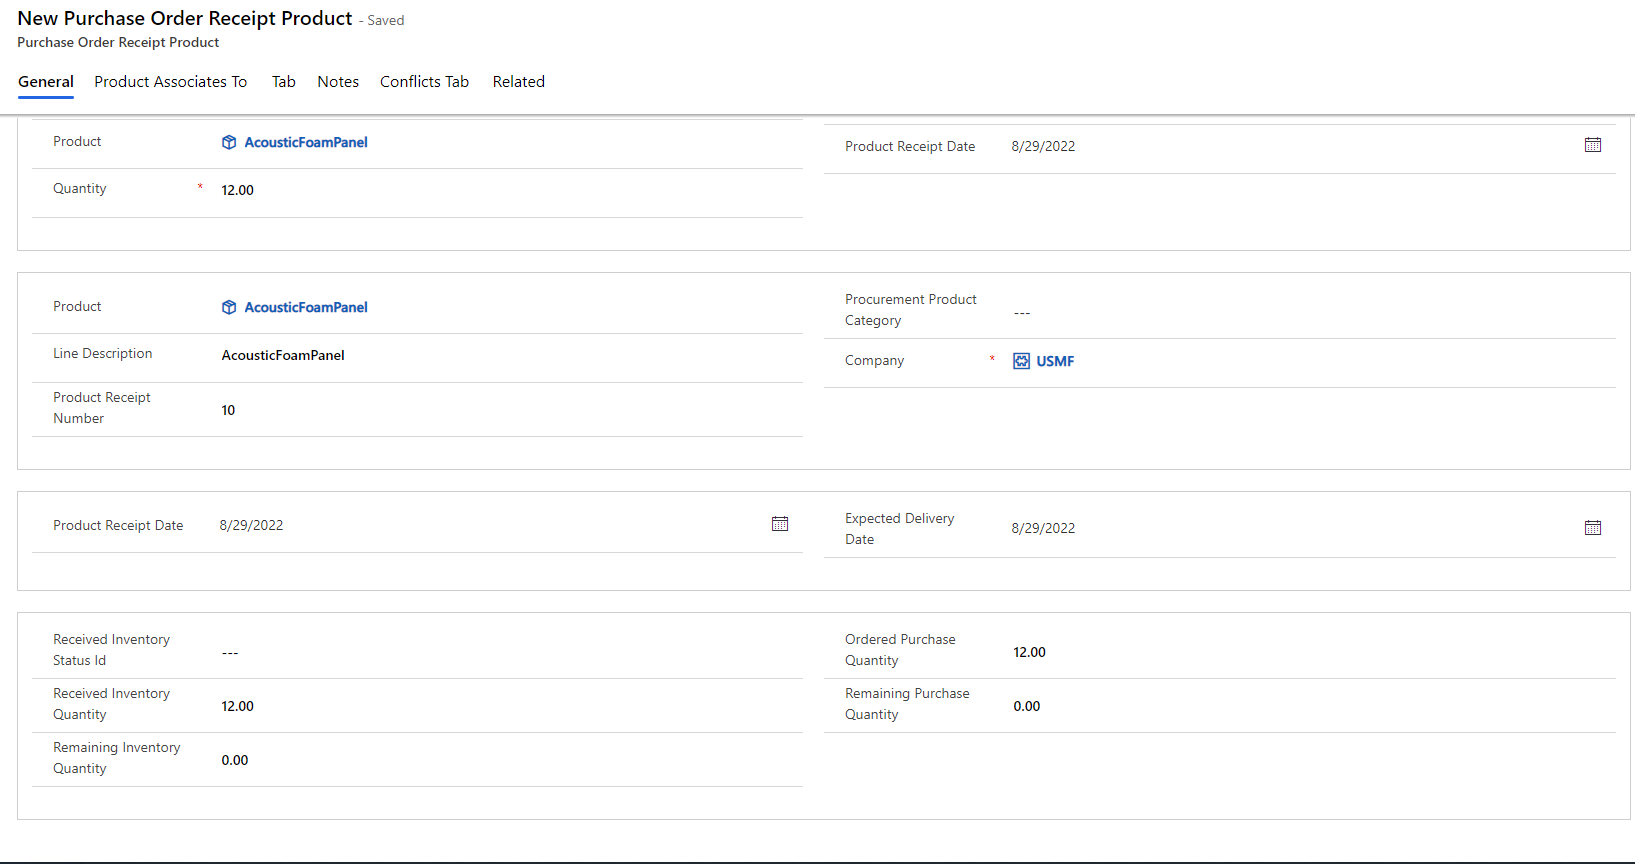 New Purchase Order Receipt Product - Saved
Purchase Order Receipt Product
General Product Associates To Tab Notes Conflicts Tab Related
Product AcousticFoamPanel
Quantity * 12.00
Product Receipt Date 8/29/2022
Product AcousticFoamPanel
Line Description AcousticFoamPanel
Product Receipt
Number 10
Procurement Product
Category ---
Company * USMF
Product Receipt Date 8/29/2022
Expected Delivery
Date 8/29/2022
Received Inventory
Status Id ---
Received Inventory
Quantity 12.00
Remaining Inventory
Quantity 0.00
Ordered Purchase
Quantity 12.00
Remaining Purchase
Quantity 0.00